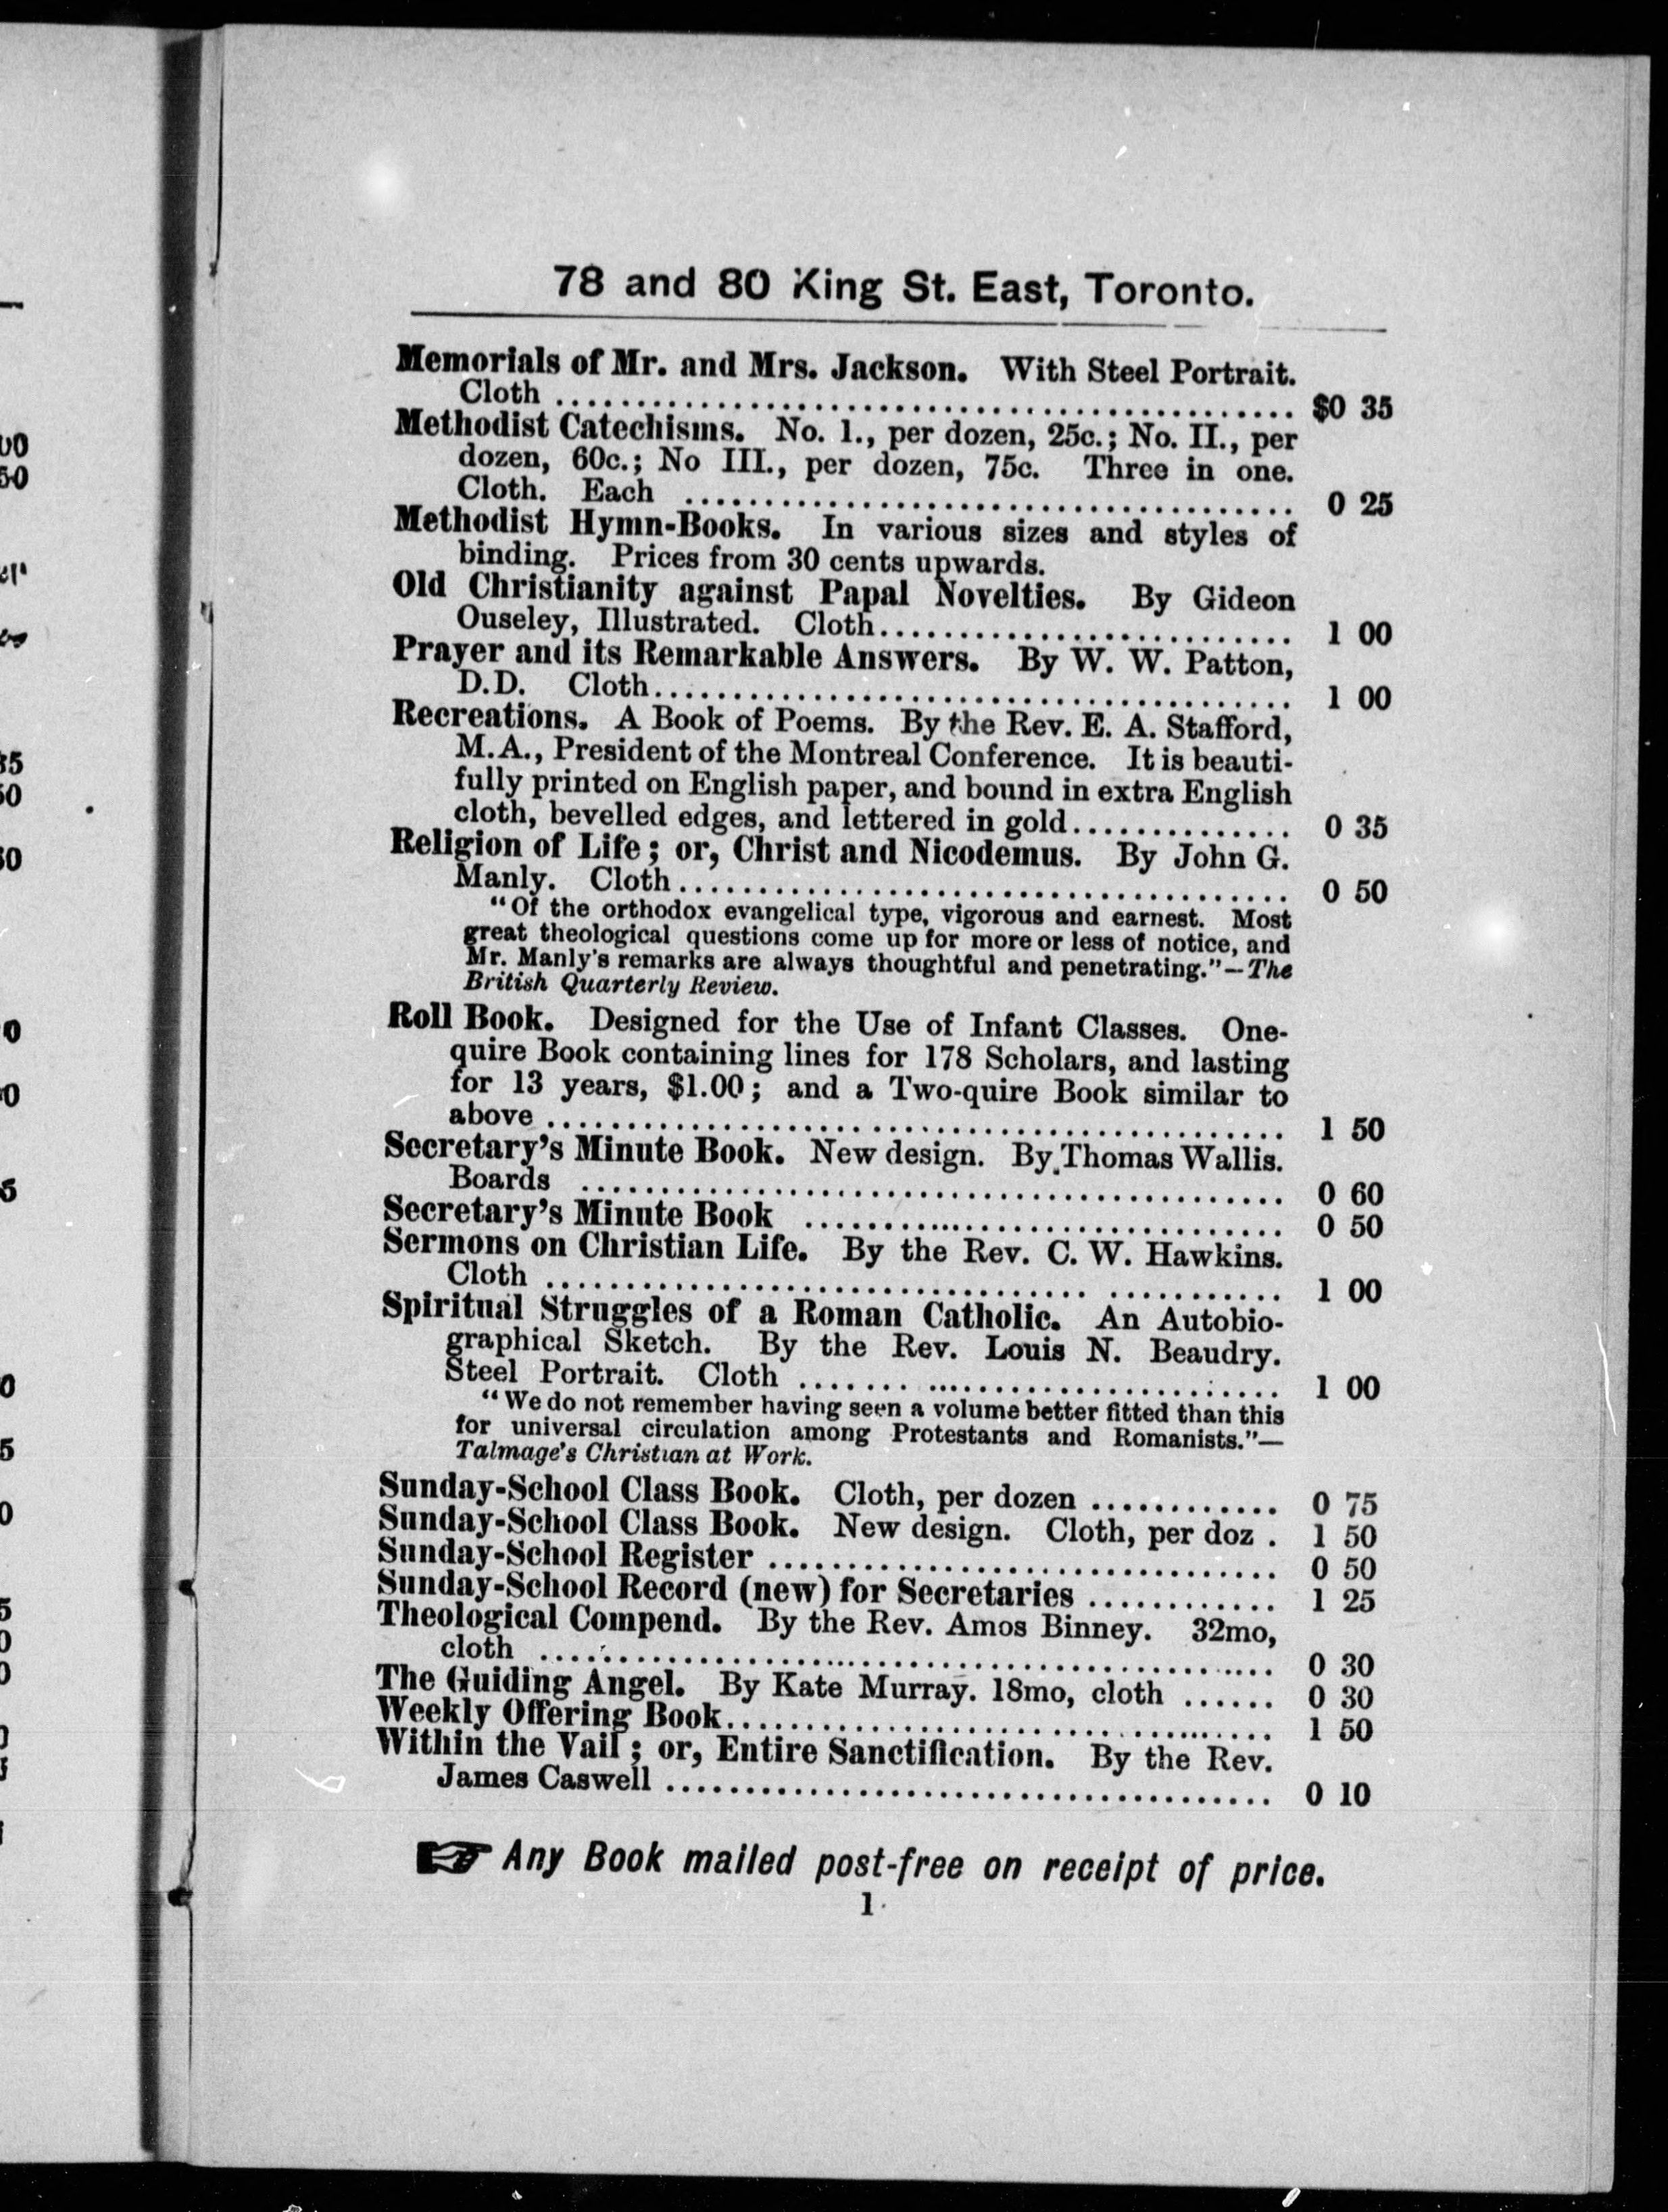 78 and 80 King St. East, Toronto.
Memorials of Mr. and Mrs. Jackson. With Steel Portrait.
Cloth ........................................................ $0 35
Methodist Catechisms. No. 1., per dozen, 25c.; No. II., per
dozen, 60c.; No III., per dozen, 75c. Three in one.
Cloth. Each ............................................... 0 25
Methodist Hymn-Books. In various sizes and styles of
binding. Prices from 30 cents upwards.
Old Christianity against Papal Novelties. By Gideon
Ouseley, Illustrated. Cloth................................ 1 00
Prayer and its Remarkable Answers. By W. W. Patton,
D.D. Cloth................................................. 1 00
Recreations. A Book of Poems. By the Rev. E. A. Stafford,
M.A., President of the Montreal Conference. It is beauti-
fully printed on English paper, and bound in extra English
cloth, bevelled edges, and lettered in gold.............. 0 35
Religion of Life; or, Christ and Nicodemus. By John G.
Manly. Cloth............................................... 0 50
"Of the orthodox evangelical type, vigorous and earnest. Most
great theological questions come up for more or less of notice, and
Mr. Manly's remarks are always thoughtful and penetrating."—The
British Quarterly Review.
Roll Book. Designed for the Use of Infant Classes. One-
quire Book containing lines for 178 Scholars, and lasting
for 13 years, $1.00; and a Two-quire Book similar to
above ........................................................ 1 50
Secretary's Minute Book. New design. By Thomas Wallis.
Boards ...................................................... 0 60
Secretary's Minute Book .................................... 0 50
Sermons on Christian Life. By the Rev. C. W. Hawkins.
Cloth ........................................................ 1 00
Spiritual Struggles of a Roman Catholic. An Autobio-
graphical Sketch. By the Rev. Louis N. Beaudry.
Steel Portrait. Cloth ..................................... 1 00
"We do not remember having seen a volume better fitted than this
for universal circulation among Protestants and Romanists."—
Talmage's Christian at Work.
Sunday-School Class Book. Cloth, per dozen ............ 0 75
Sunday-School Class Book. New design. Cloth, per doz . 1 50
Sunday-School Register ....................................... 0 50
Sunday-School Record (new) for Secretaries ............ 1 25
Theological Compend. By the Rev. Amos Binney. 32mo,
cloth ........................................................ 0 30
The Guiding Angel. By Kate Murray. 18mo, cloth ...... 0 30
Weekly Offering Book.......................................... 1 50
Within the Vail; or, Entire Sanctification. By the Rev.
James Caswell ............................................... 0 10
☞ Any Book mailed post-free on receipt of price.
1